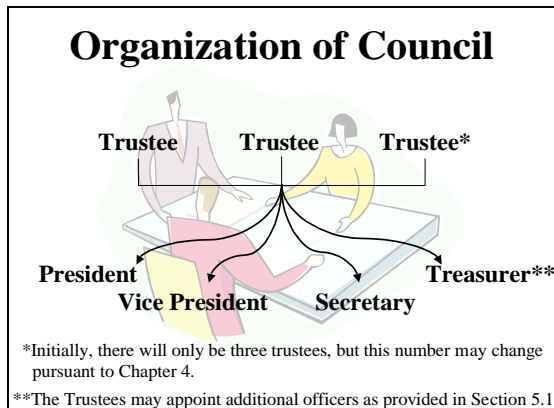 Organization of Council
Trustee Trustee Trustee*
President Treasurer**
Vice President Secretary
*Initially, there will only be three trustees, but this number may change
pursuant to Chapter 4.
**The Trustees may appoint additional officers as provided in Section 5.1